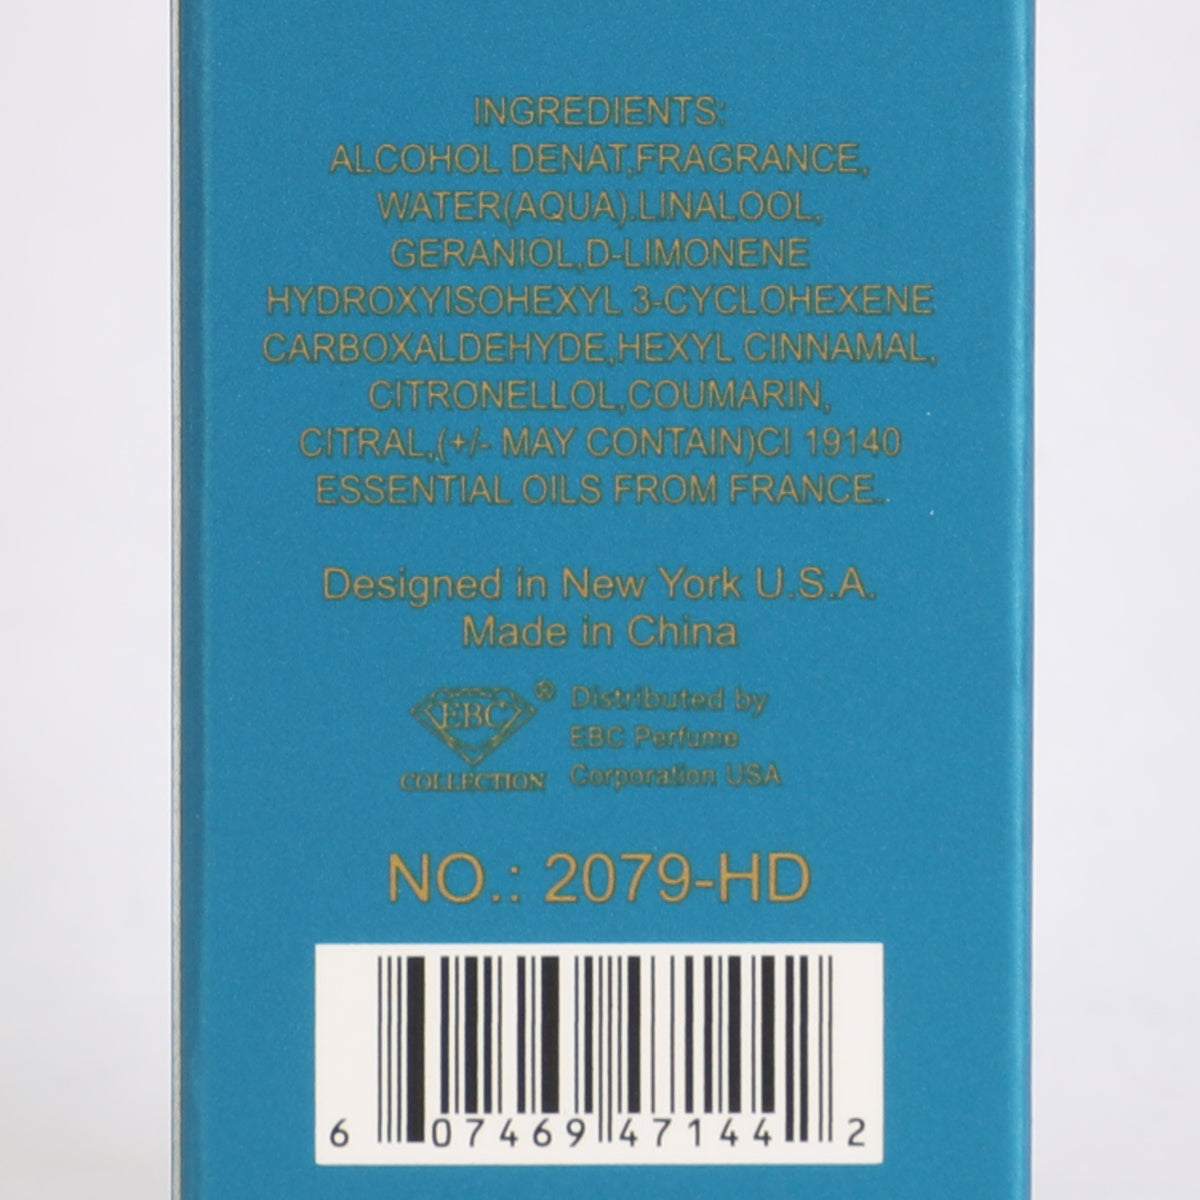 INGREDIENTS:
ALCOHOL DENAT,FRAGRANCE,
WATER(AQUA).LINALOOL,
GERANIOL,D-LIMONENE
HYDROXYISOHEXYL 3-CYCLOHEXENE
CARBOXALDEHYDE,HEXYL CINNAMAL,
CITRONELLOL,COUMARIN,
CITRAL,(+/- MAY CONTAIN)CI 19140
ESSENTIAL OILS FROM FRANCE.
Designed in New York U.S.A.
Made in China
EBC ®
COLLECTION
Distributed by
EBC Perfume
Corporation USA
NO.: 2079-HD
6 07469 47144 2